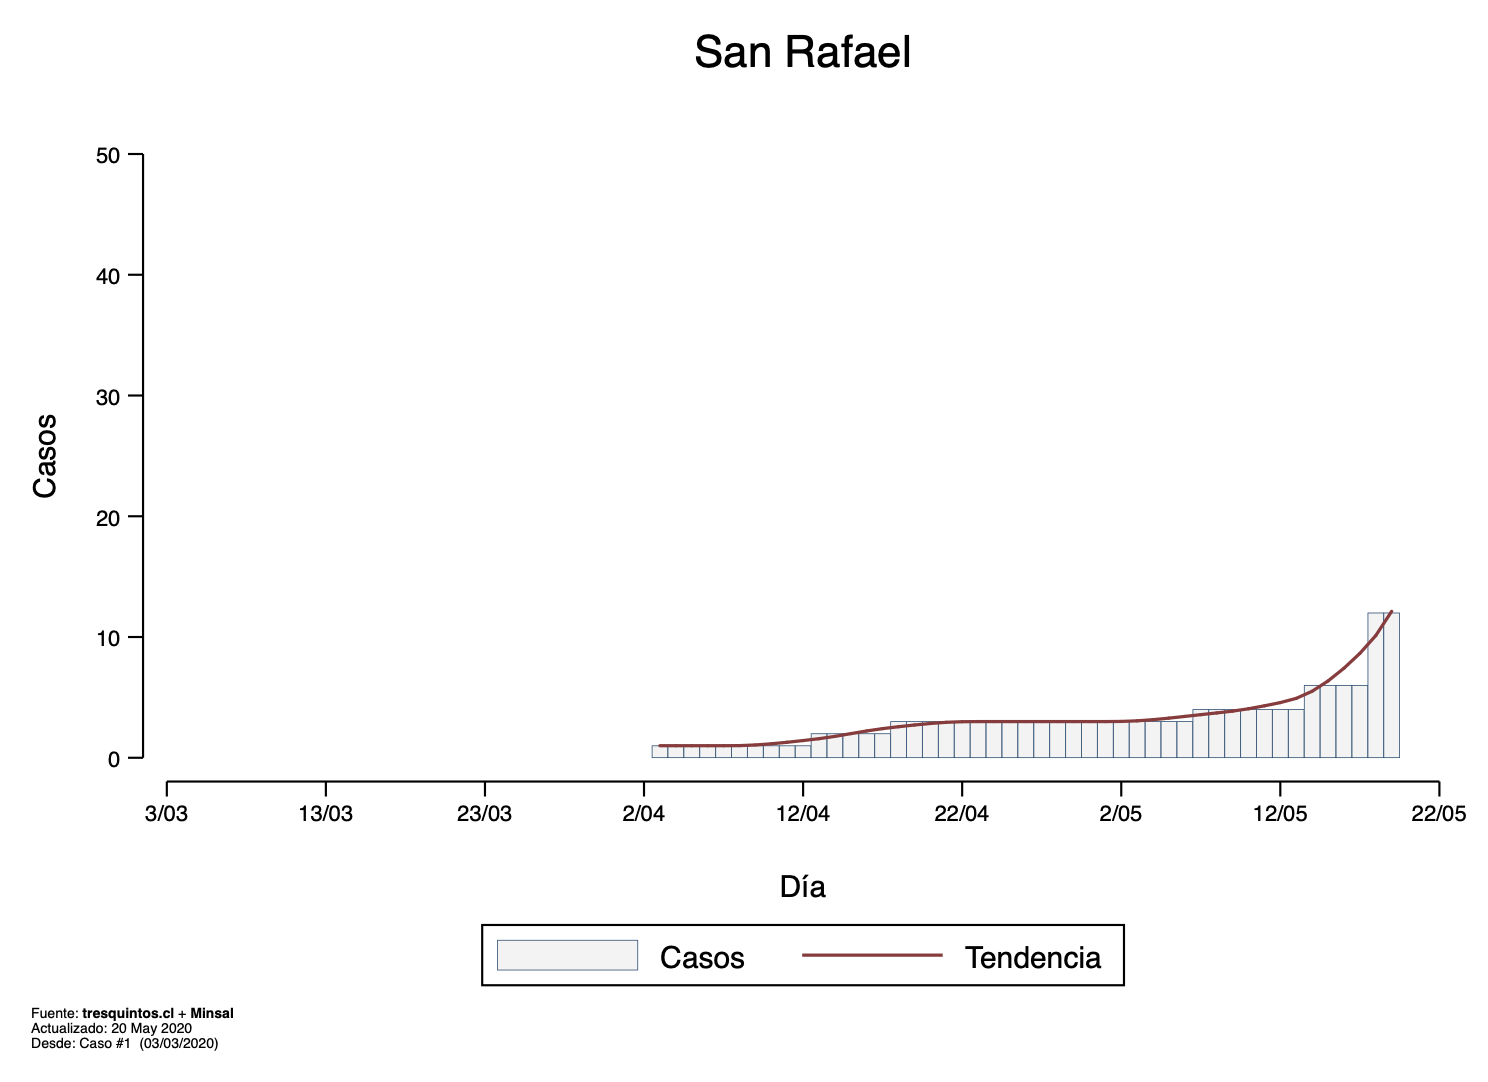 San Rafael
50
40
30
20
10
0
Casos
3/03 13/03 23/03 2/04 12/04 22/04 2/05 12/05 22/05
Día
Casos Tendencia
Fuente: tresquintos.cl + Minsal
Actualizado: 20 May 2020
Desde: Caso #1 (03/03/2020)